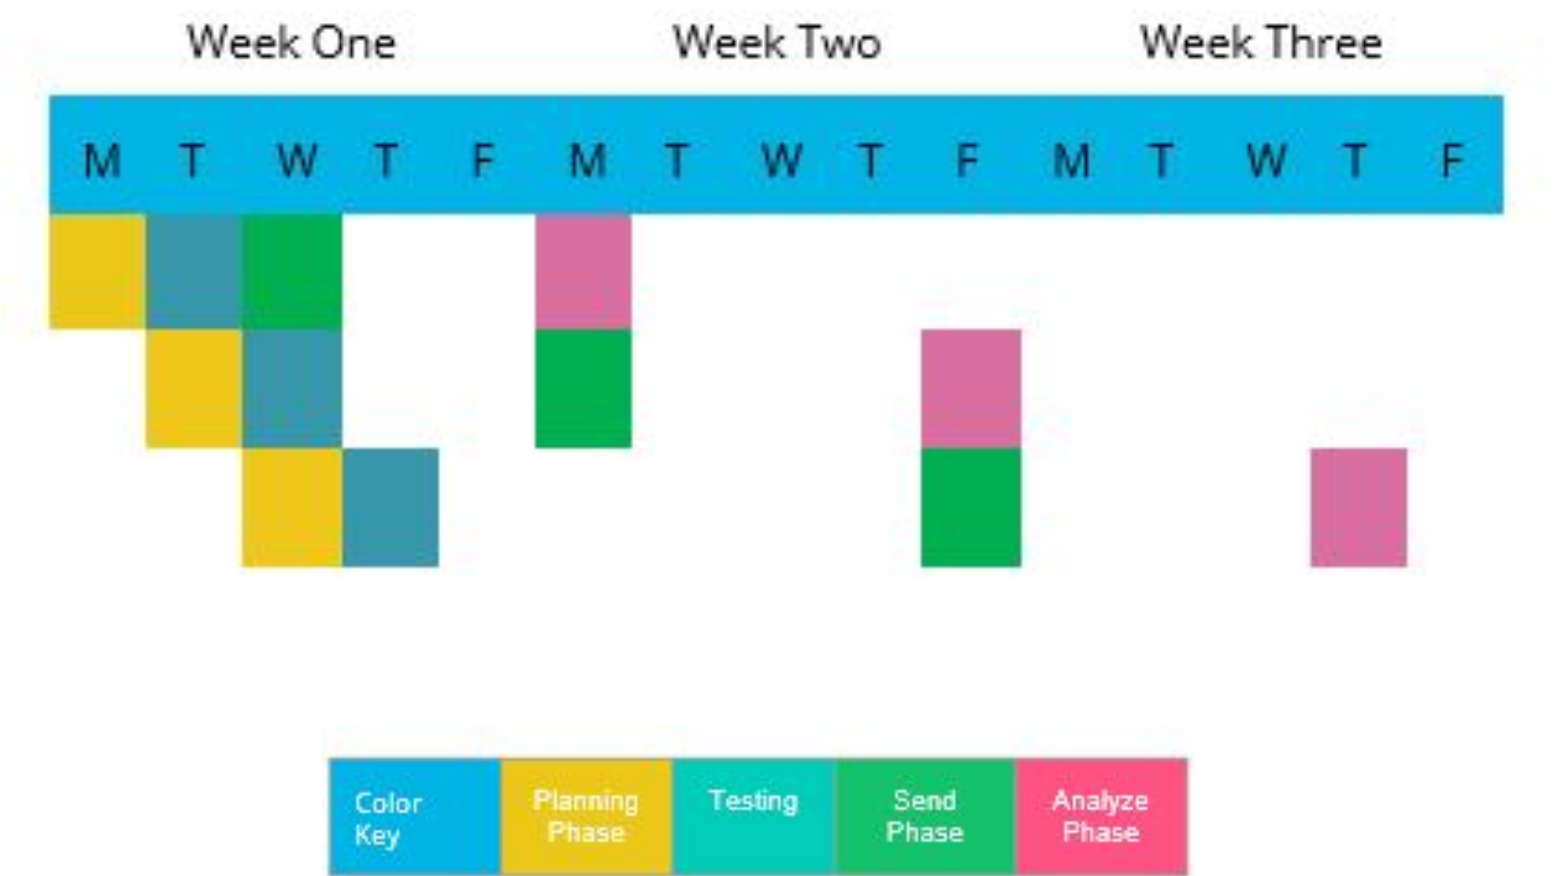 Week One Week Two Week Three
M T W T F M T W T F M T W T F
Color Key
Planning Phase
Testing
Send Phase
Analyze Phase